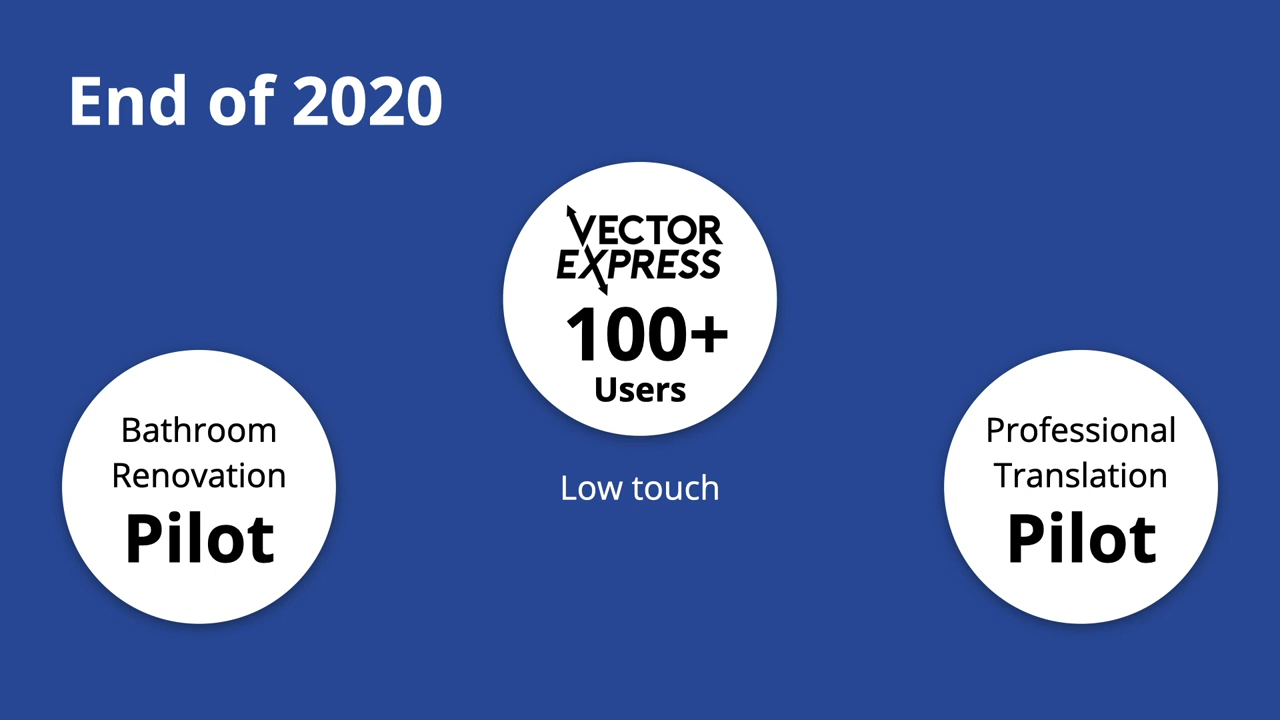 End of 2020
VECTOR
EXPRESS
100+
Users
Low touch
Bathroom
Renovation
Pilot
Professional
Translation
Pilot